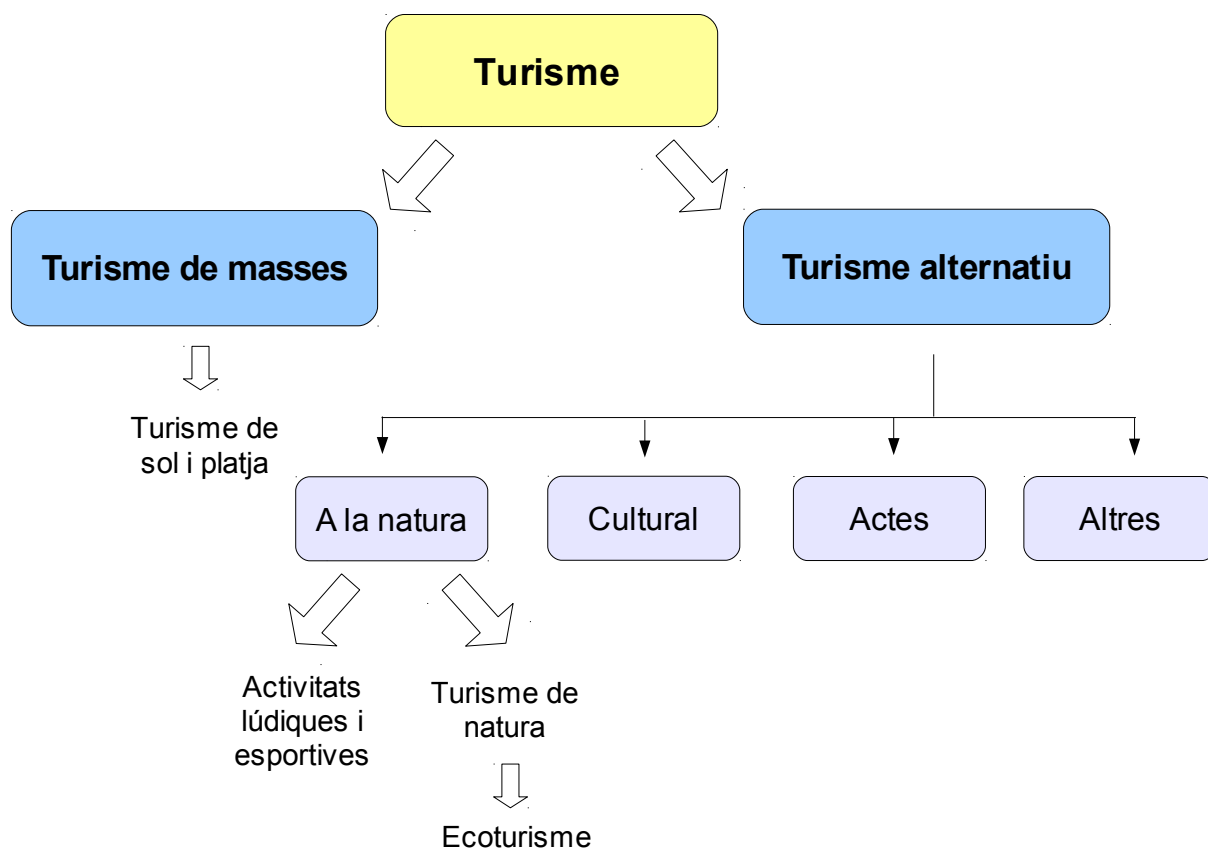 Turisme
Turisme de masses
Turisme alternatiu
Turisme de
sol i platja
A la natura
Cultural
Actes
Altres
Activitats
lúdiques i
esportives
Turisme de
natura
Ecoturisme